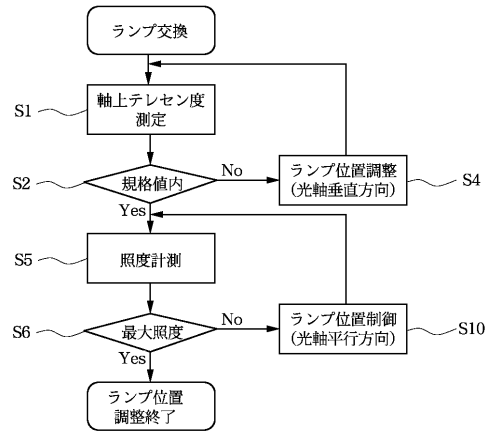 ランプ交換
S1
軸上テレセン度
測定
S2
規格値内
No
ランプ位置調整
(光軸垂直方向)
S4
Yes
S5
照度計測
S6
最大照度
No
ランプ位置制御
(光軸平行方向)
S10
Yes
ランプ位置
調整終了